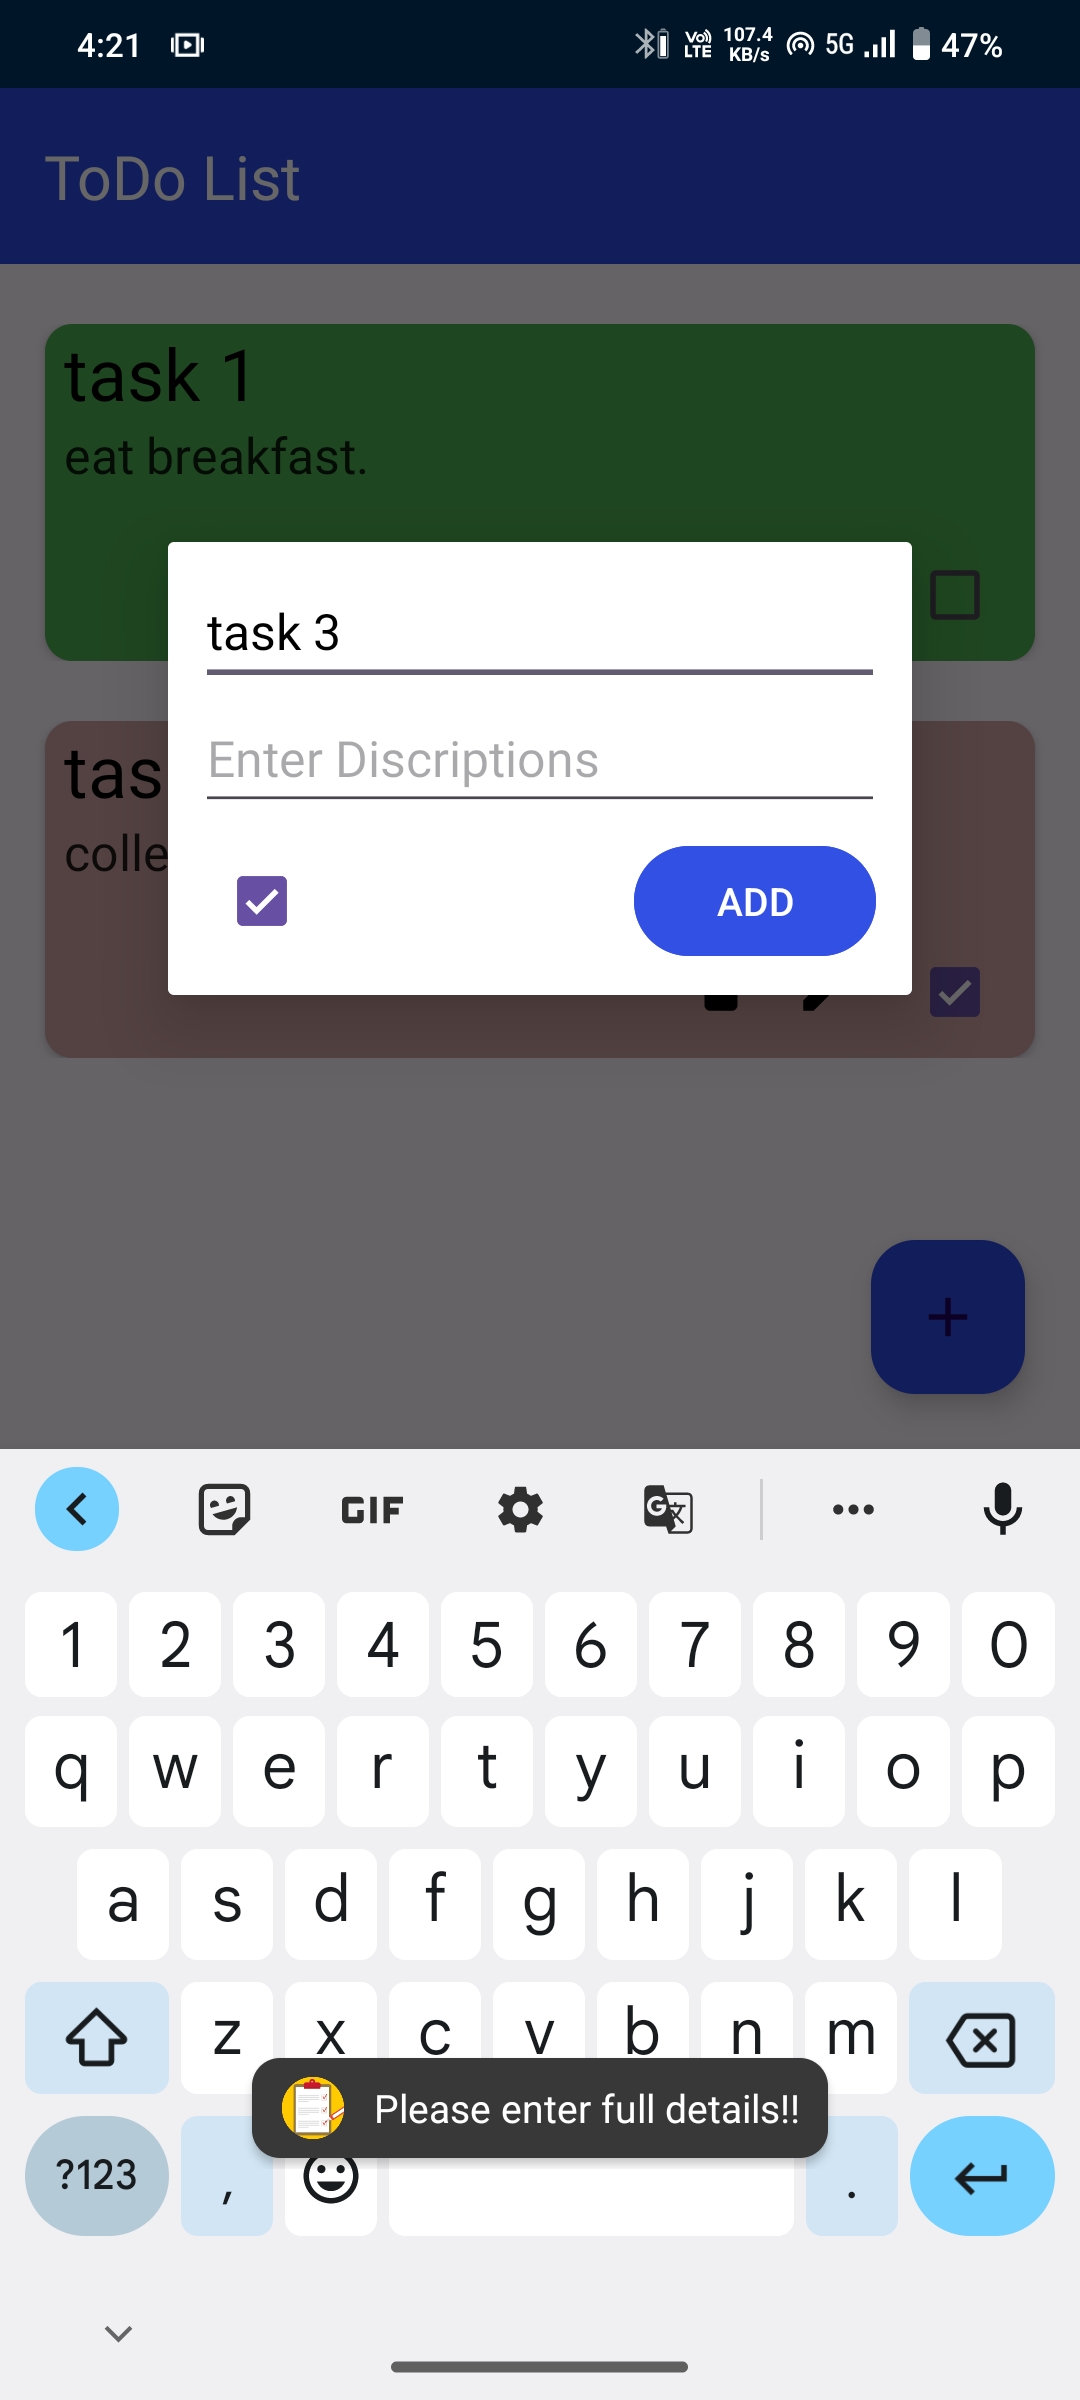 4:21 Vo)) LTE 107.4 KB/s 5G 47%
ToDo List
task 1
eat breakfast.
task 3
Enter Discriptions
tas
colle
ADD
GIF
1 2 3 4 5 6 7 8 9 0
q w e r t y u i o p
a s d f g h j k l
z x c v b n m
Please enter full details!!
?123 , .